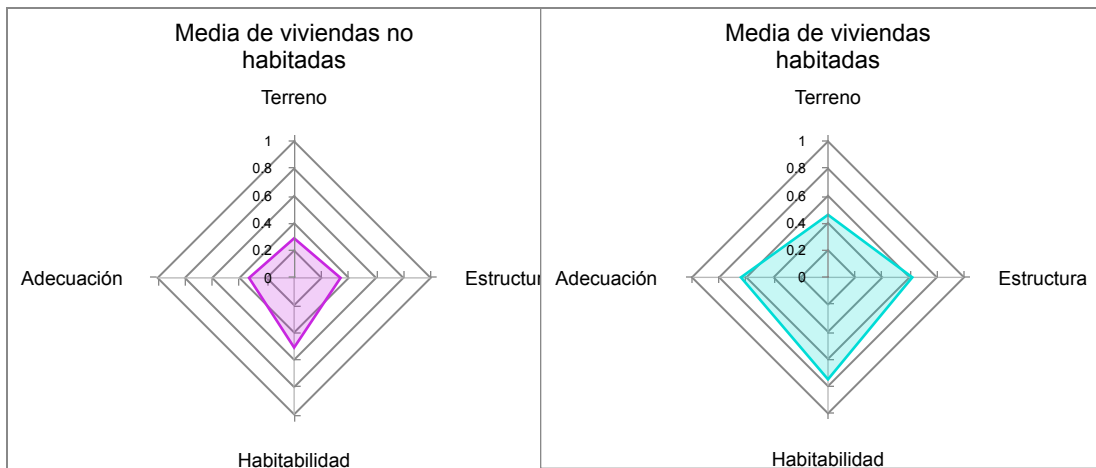 Media de viviendas no
habitadas
Terreno
1
0.8
0.6
0.4
0.2
0
Adecuación
Estructura
Habitabilidad
Media de viviendas
habitadas
Terreno
1
0.8
0.6
0.4
0.2
0
Adecuación
Estructura
Habitabilidad